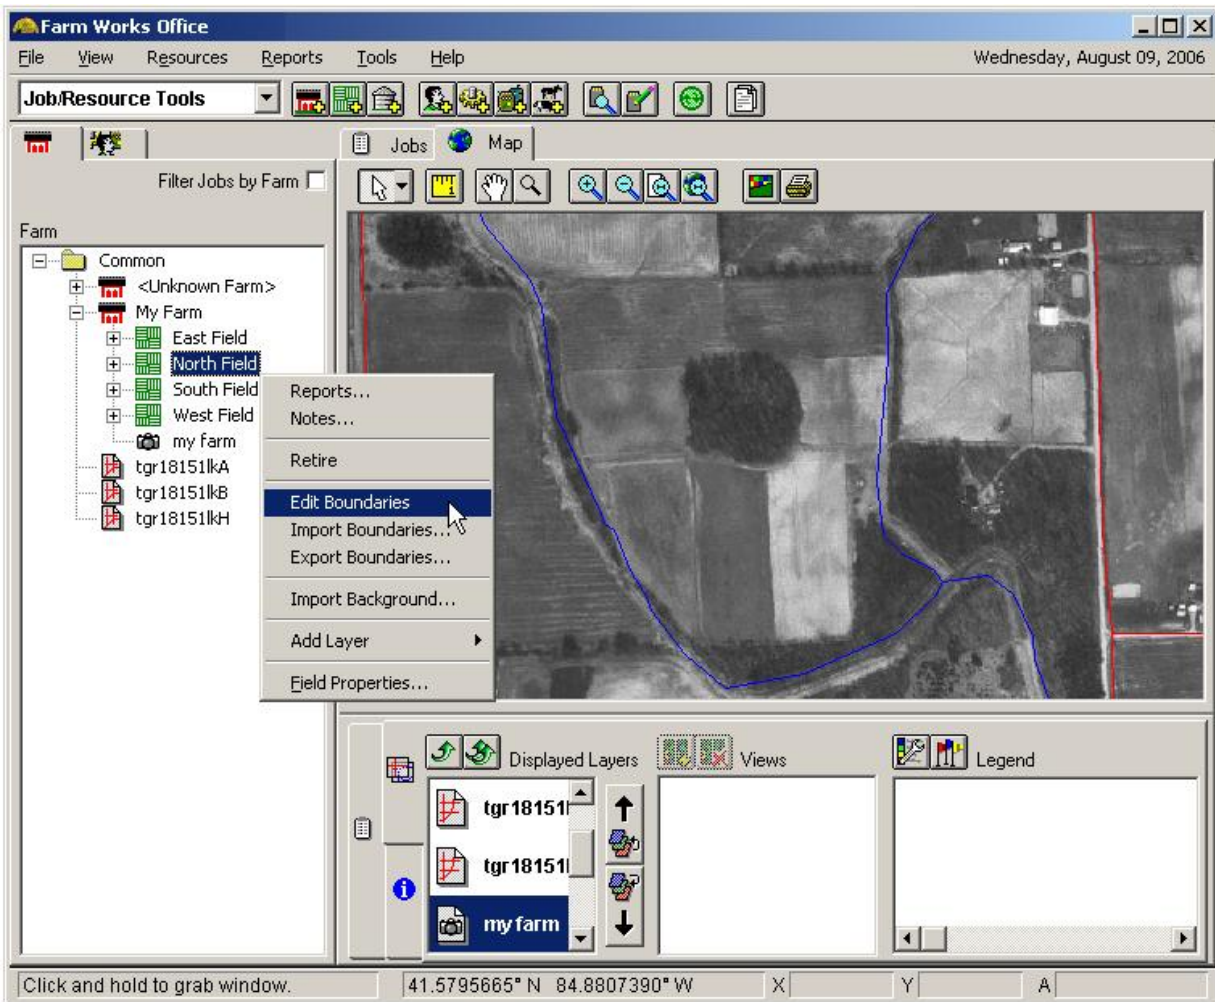 Farm Works Office
File View Resources Reports Tools Help Wednesday, August 09, 2006
Job/Resource Tools
Jobs Map
Filter Jobs by Farm
Farm
Common
<Unknown Farm>
My Farm
East Field
North Field
South Field
West Field
my farm
tgr18151lkA
tgr18151lkB
tgr18151lkH
Reports...
Notes...
Retire
Edit Boundaries
Import Boundaries...
Export Boundaries...
Import Background...
Add Layer
Field Properties...
Displayed Layers Views Legend
tgr18151l
tgr18151l
my farm
Click and hold to grab window. 41.5795665° N 84.8807390° W X Y A